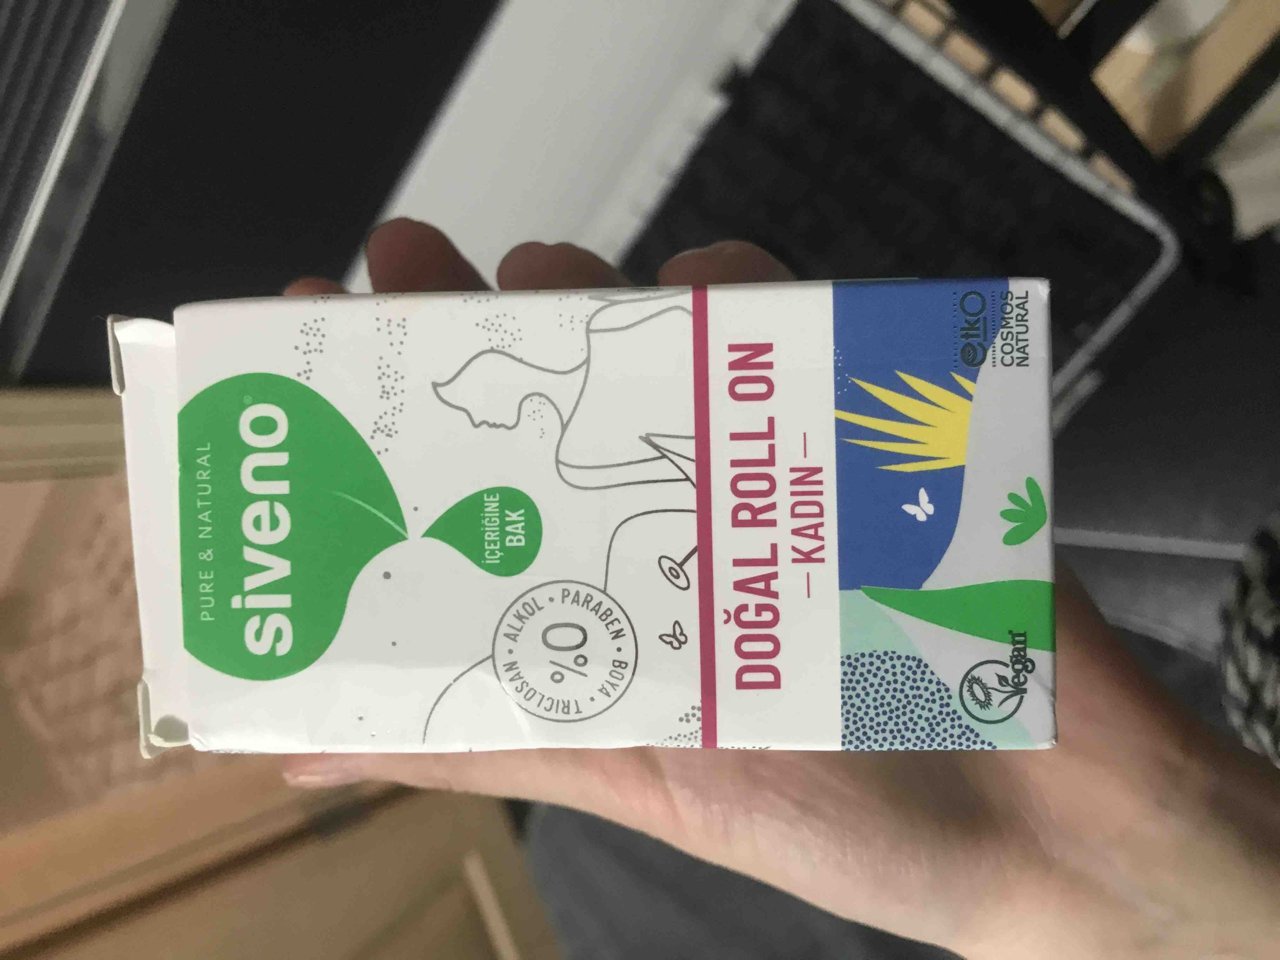 PURE & NATURAL
siveno®
İÇERİĞİNE
BAK
TRICLOSAN • ALKOL • PARABEN • BOYA •
%0
DOĞAL ROLL ON
— KADIN —
etko
COSMOS
NATURAL
Vegan